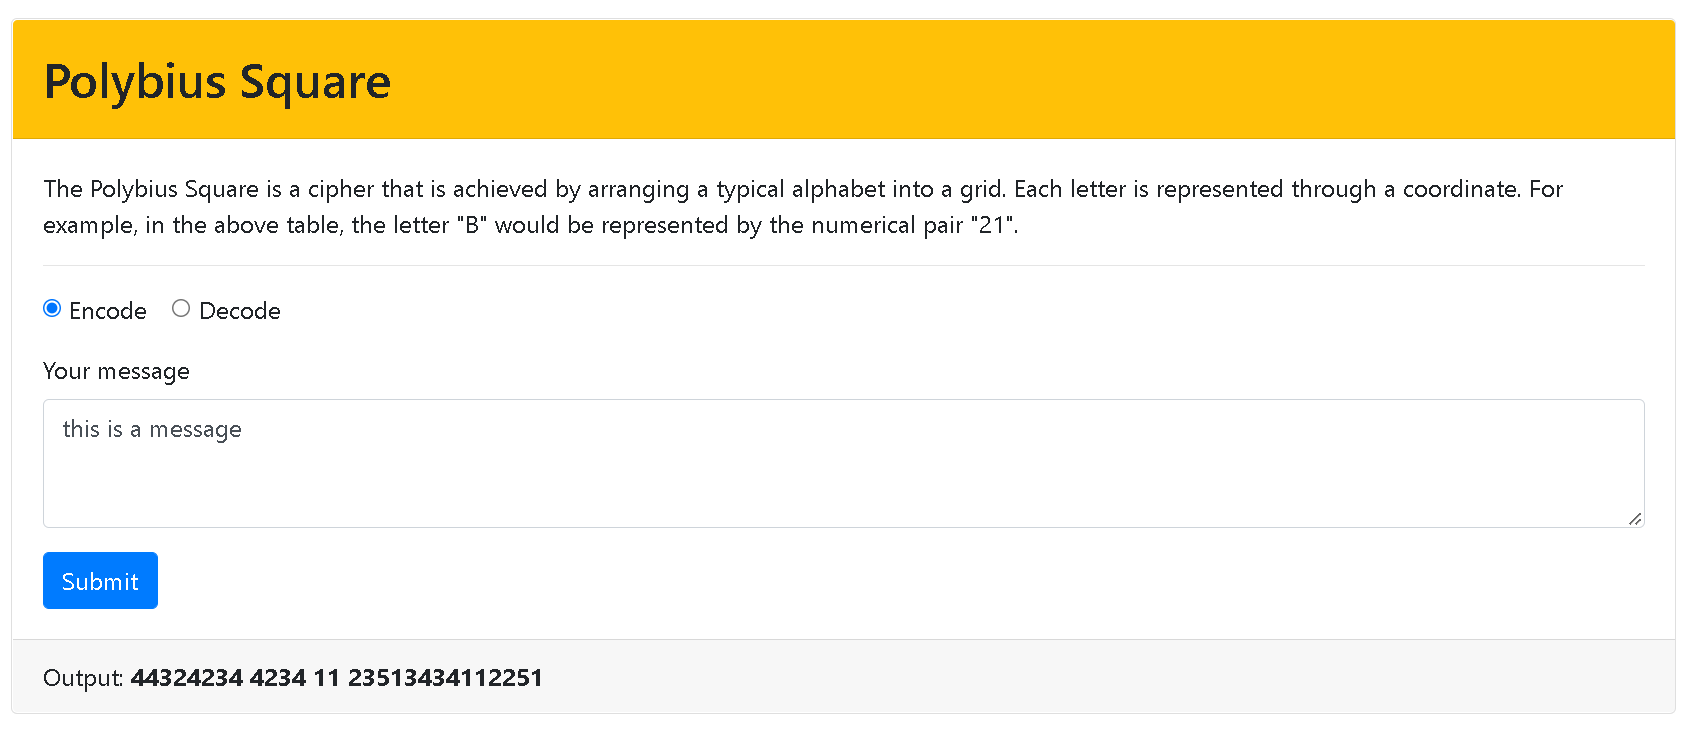 Polybius Square
The Polybius Square is a cipher that is achieved by arranging a typical alphabet into a grid. Each letter is represented through a coordinate. For
example, in the above table, the letter "B" would be represented by the numerical pair "21".
Encode Decode
Your message
this is a message
Submit
Output: 44324234 4234 11 23513434112251